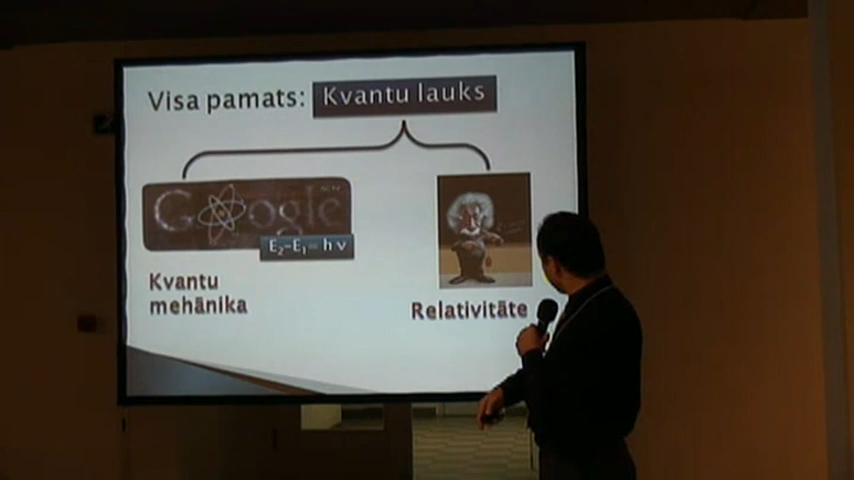 Visa pamats: Kvantu lauks
Google
E₂-E₁= h ν
Kvantu
mehānika
Relativitāte